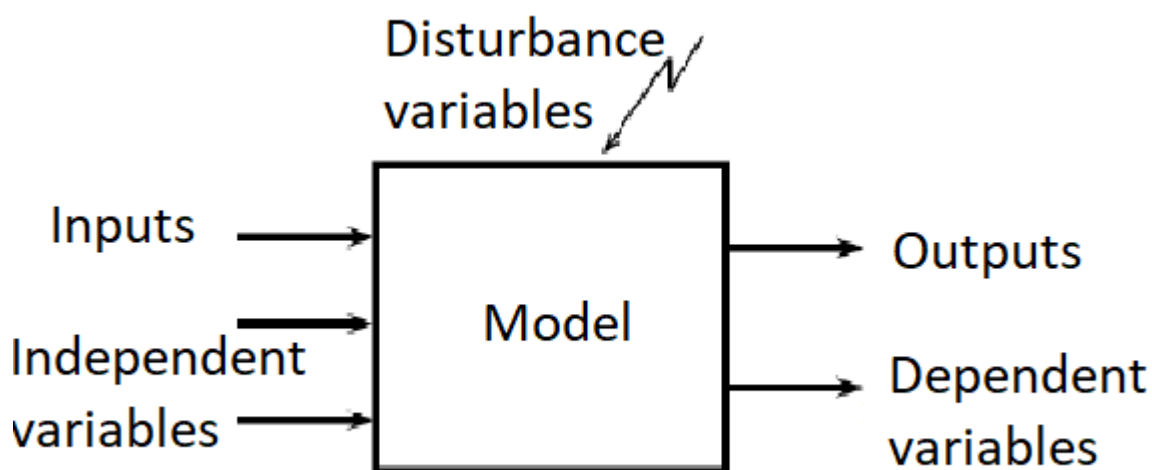 Disturbance
variables
Inputs
Independent
variables
Model
Outputs
Dependent
variables